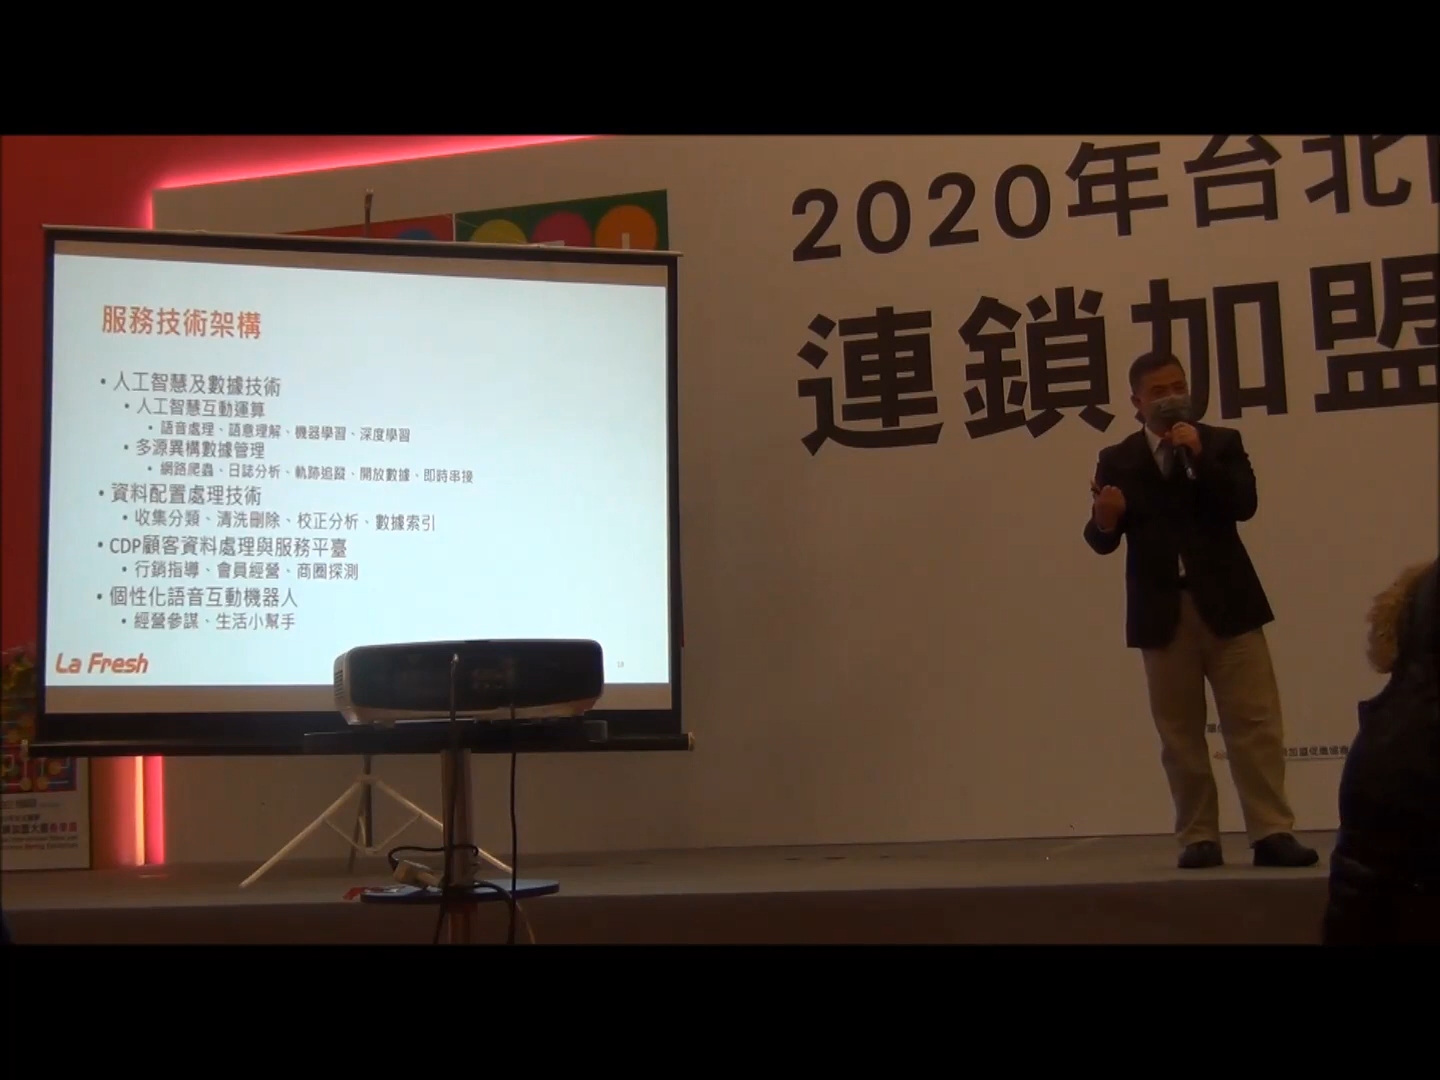 服務技術架構
• 人工智慧及數據技術
• 人工智慧互動運算
• 語音處理、語意理解、機器學習、深度學習
• 多源異構數據管理
• 網路爬蟲、日誌分析、軌跡追蹤、開放數據、即時串接
• 資料配置處理技術
• 收集分類、清洗刪除、校正分析、數據索引
• CDP顧客資料處理與服務平臺
• 行銷指導、會員經營、商圈探測
• 個性化語音互動機器人
• 經營參謀、生活小幫手
La Fresh
18
2020年台北
連鎖加盟
加盟促進協會